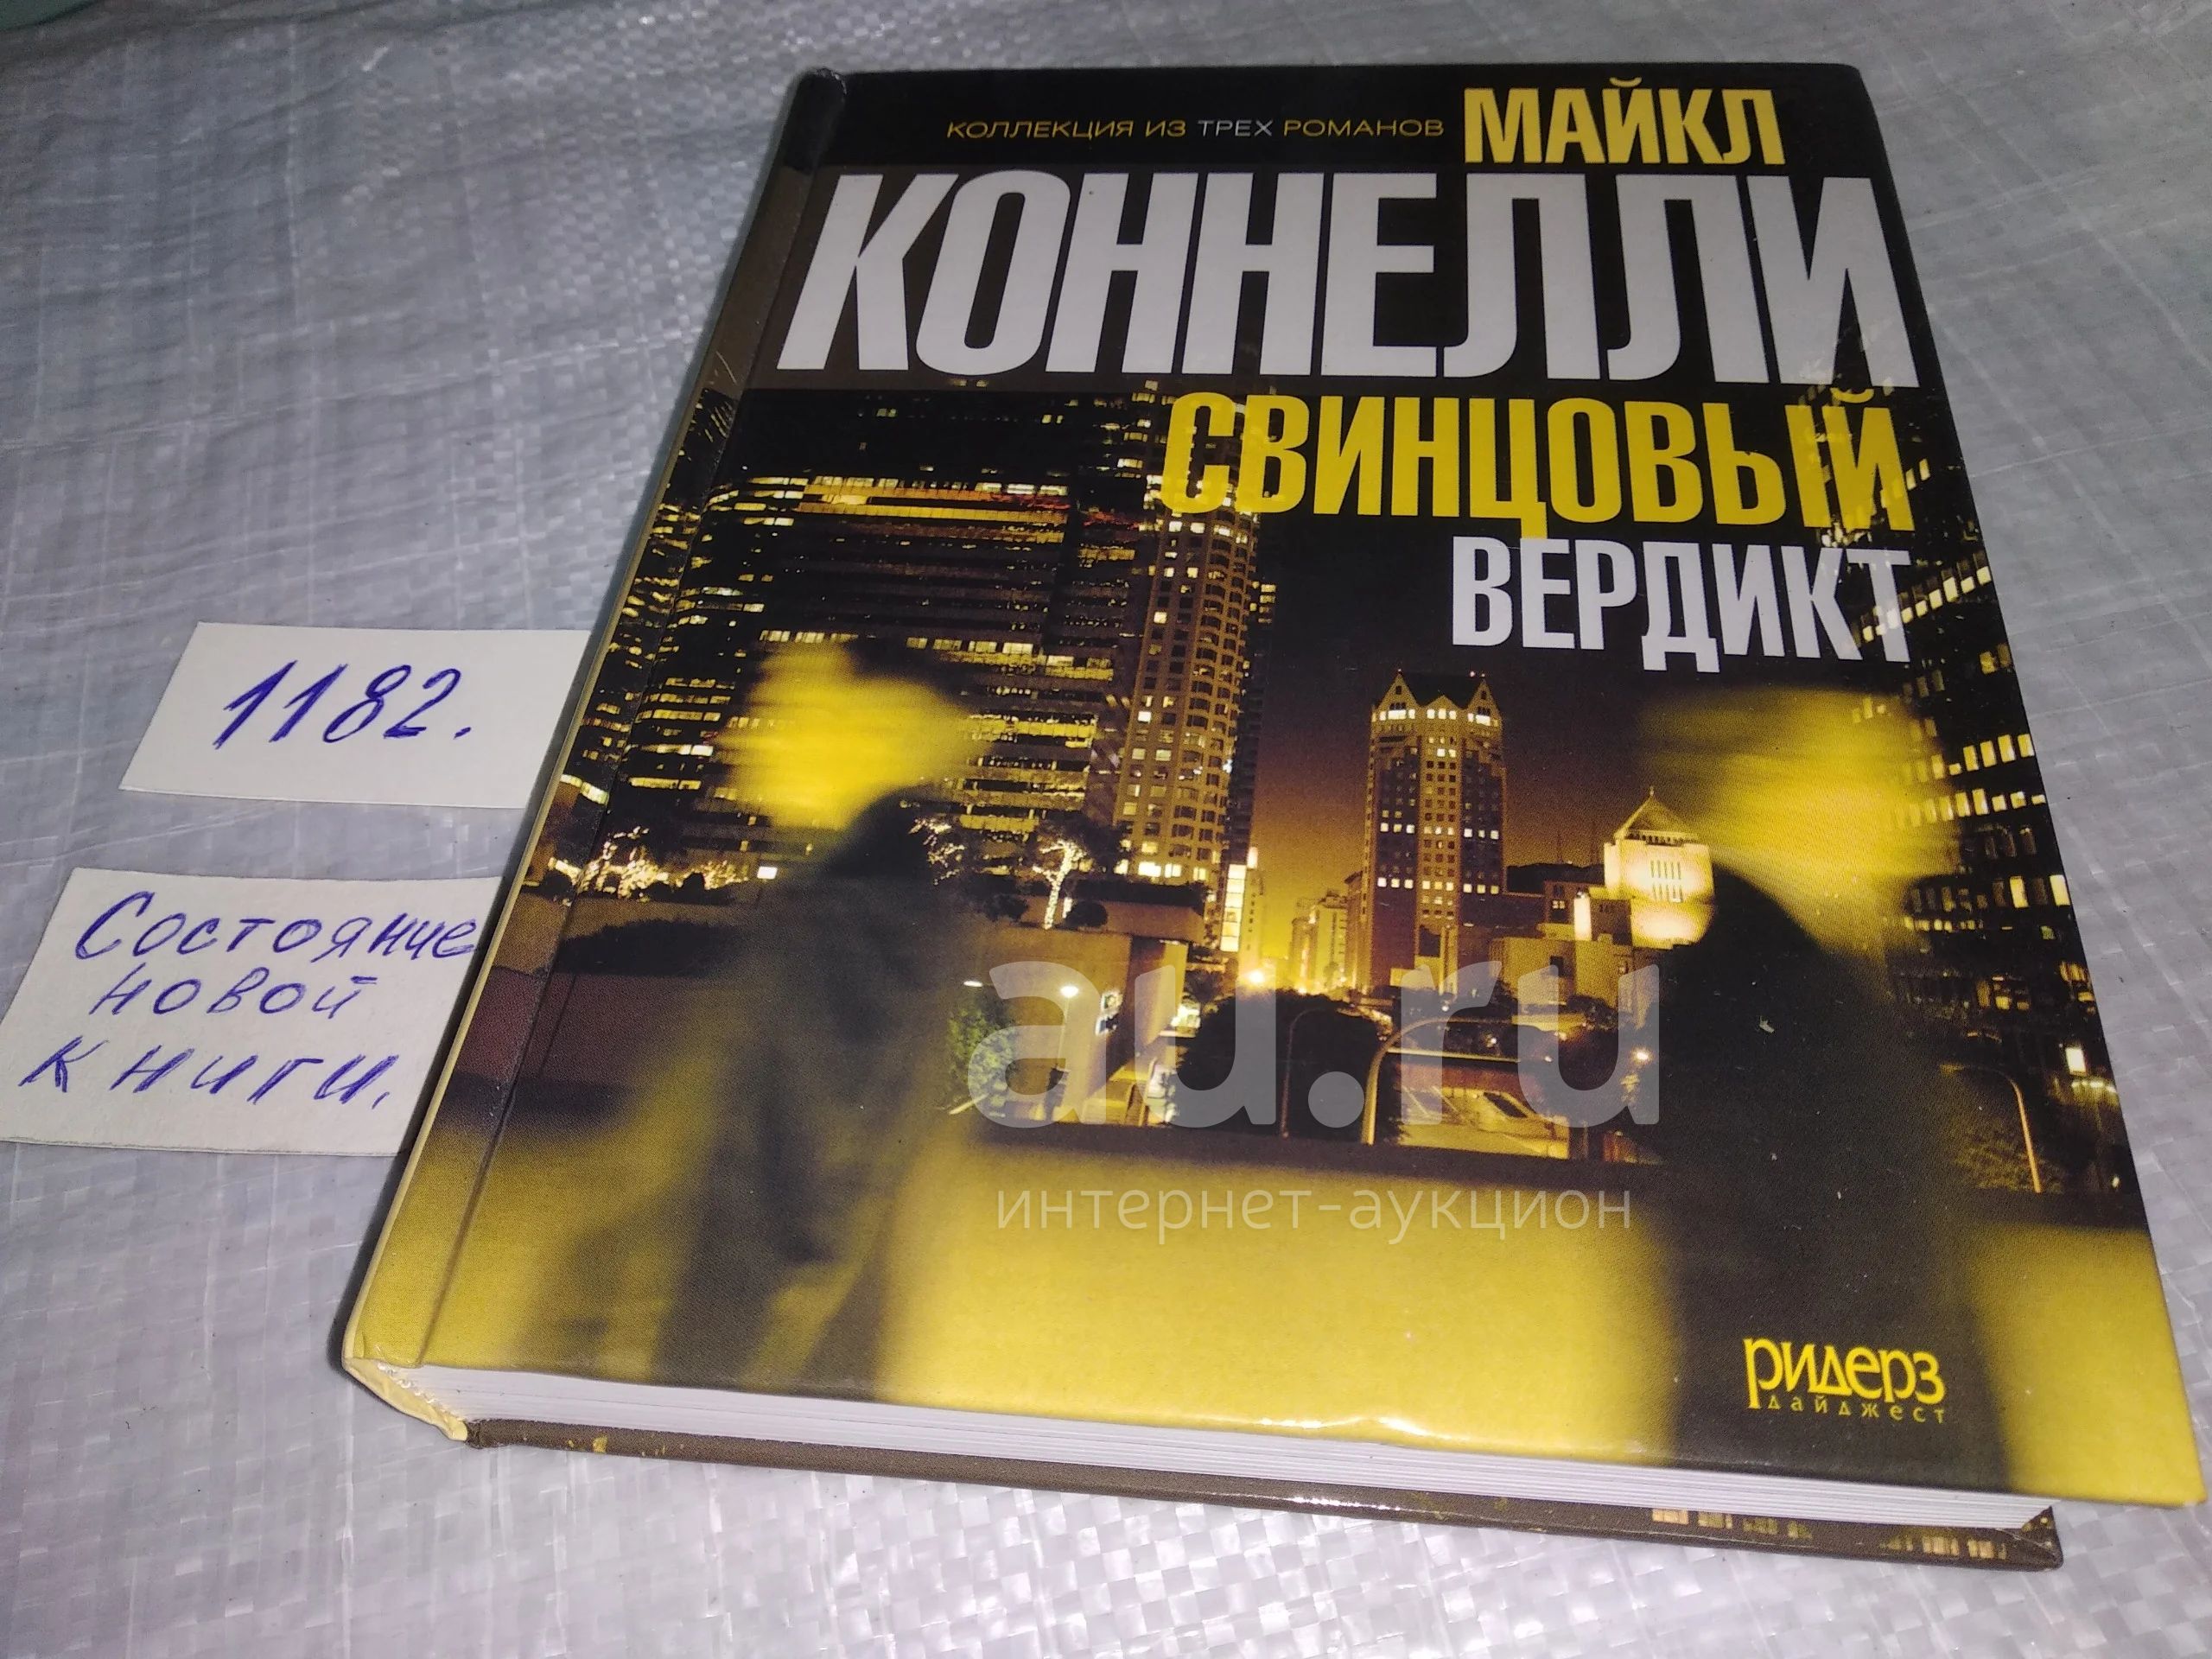 КОЛЛЕКЦИЯ ИЗ ТРЕХ РОМАНОВ МАЙКЛ
КОННЕЛЛИ
СВИНЦОВЫЙ
ВЕРДИКТ
1182.
Состояние
новой
книги.
au.ru
интернет-аукцион
Ридерз
дайджест